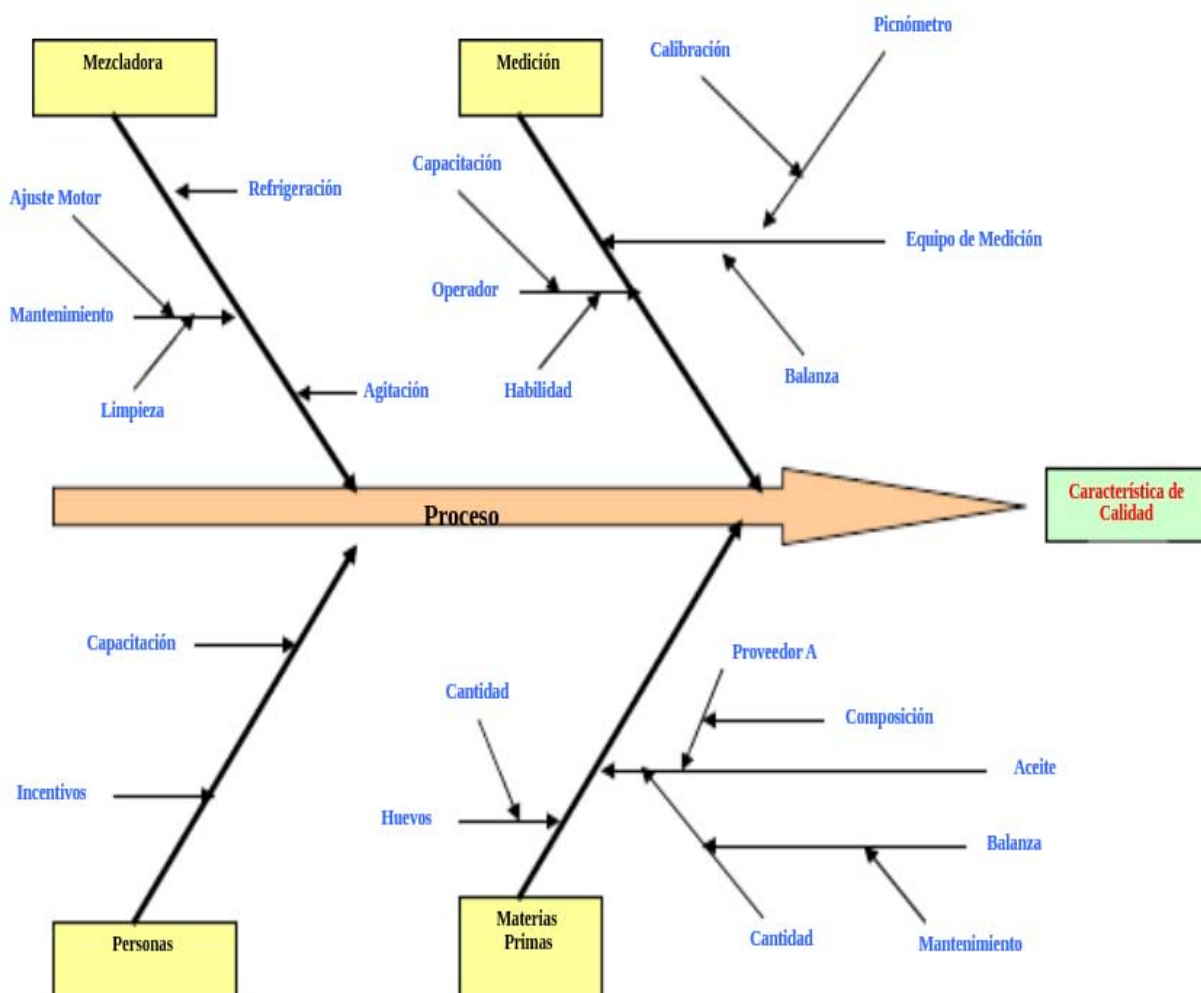 Picnómetro
Calibración
Mezcladora
Medición
Capacitación
Refrigeración
Ajuste Motor
Equipo de Medición
Operador
Mantenimiento
Balanza
Habilidad
Agitación
Limpieza
Característica de
Calidad
Proceso
Capacitación
Proveedor A
Cantidad
Composición
Aceite
Incentivos
Huevos
Balanza
Materias
Primas
Cantidad
Personas
Mantenimiento